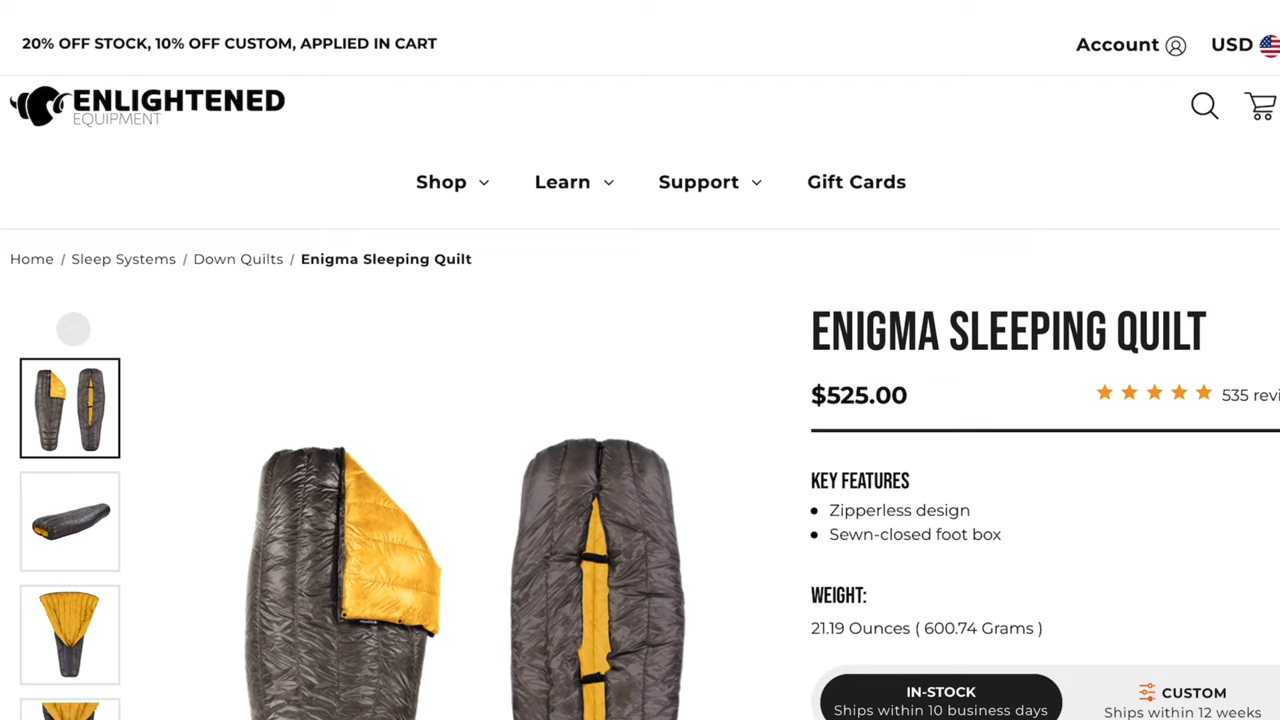 20% OFF STOCK, 10% OFF CUSTOM, APPLIED IN CART
Account
USD
ENLIGHTENED
EQUIPMENT
Shop
Learn
Support
Gift Cards
Home / Sleep Systems / Down Quilts / Enigma Sleeping Quilt
ENIGMA SLEEPING QUILT
$525.00
535 revi
KEY FEATURES
Zipperless design
Sewn-closed foot box
WEIGHT:
21.19 Ounces ( 600.74 Grams )
IN-STOCK
Ships within 10 business days
CUSTOM
Ships within 12 weeks